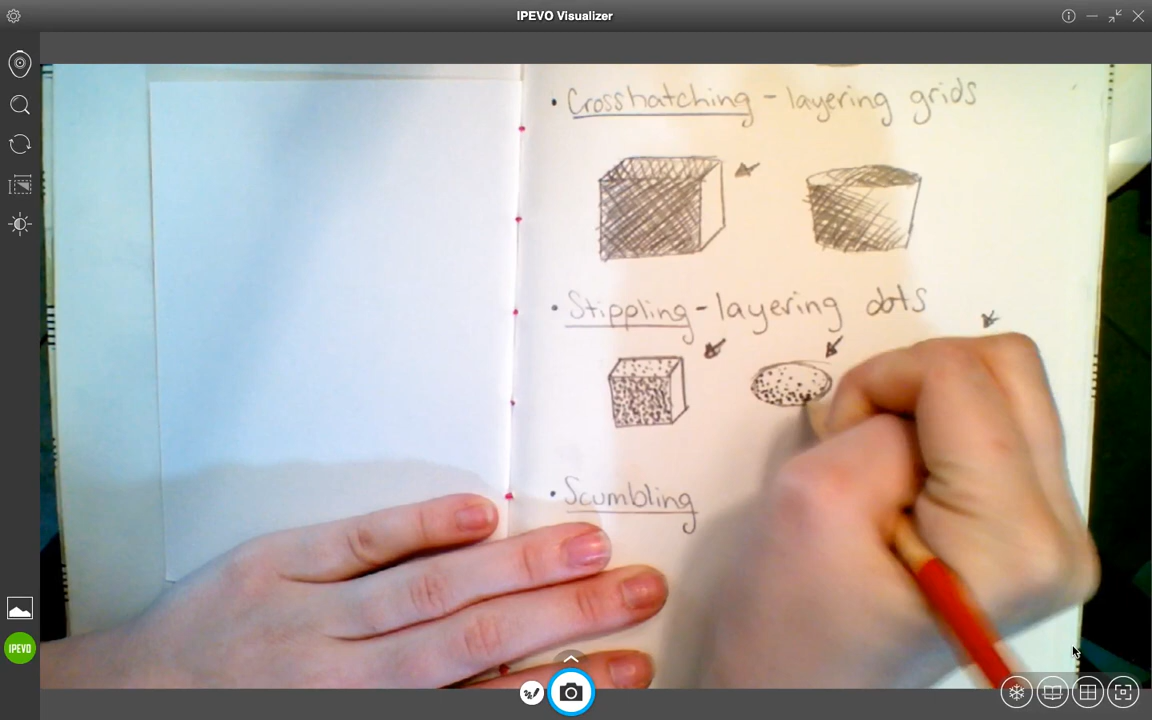 IPEVO Visualizer
• Crosshatching - layering grids
• Stippling - layering dots
• Scumbling
IPEVO